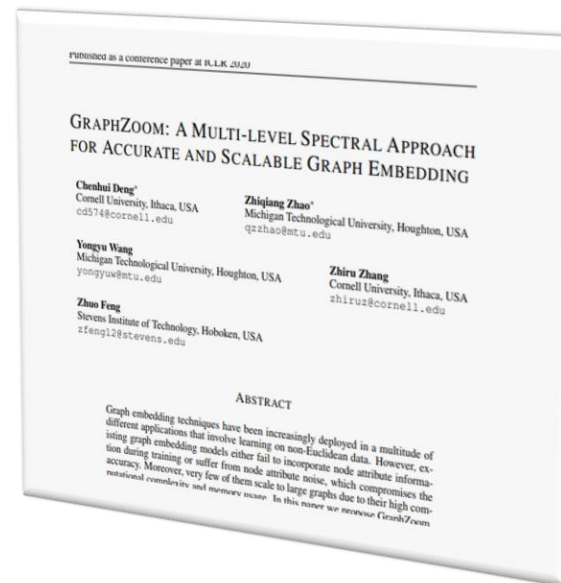 Published as a conference paper at ICLR 2020
GRAPHZOOM: A MULTI-LEVEL SPECTRAL APPROACH
FOR ACCURATE AND SCALABLE GRAPH EMBEDDING
Chenhui Deng*
Cornell University, Ithaca, USA
cd574@cornell.edu
Zhiqiang Zhao*
Michigan Technological University, Houghton, USA
qzzhao@mtu.edu
Yongyu Wang
Michigan Technological University, Houghton, USA
yongyuw@mtu.edu
Zhiru Zhang
Cornell University, Ithaca, USA
zhiruz@cornell.edu
Zhuo Feng
Stevens Institute of Technology, Hoboken, USA
zfeng12@stevens.edu
ABSTRACT
Graph embedding techniques have been increasingly deployed in a multitude of
different applications that involve learning on non-Euclidean data. However, ex-
isting graph embedding models either fail to incorporate node attribute informa-
tion during training or suffer from node attribute noise, which compromises the
accuracy. Moreover, very few of them scale to large graphs due to their high com-
putational complexity and memory usage. In this paper we propose GraphZoom